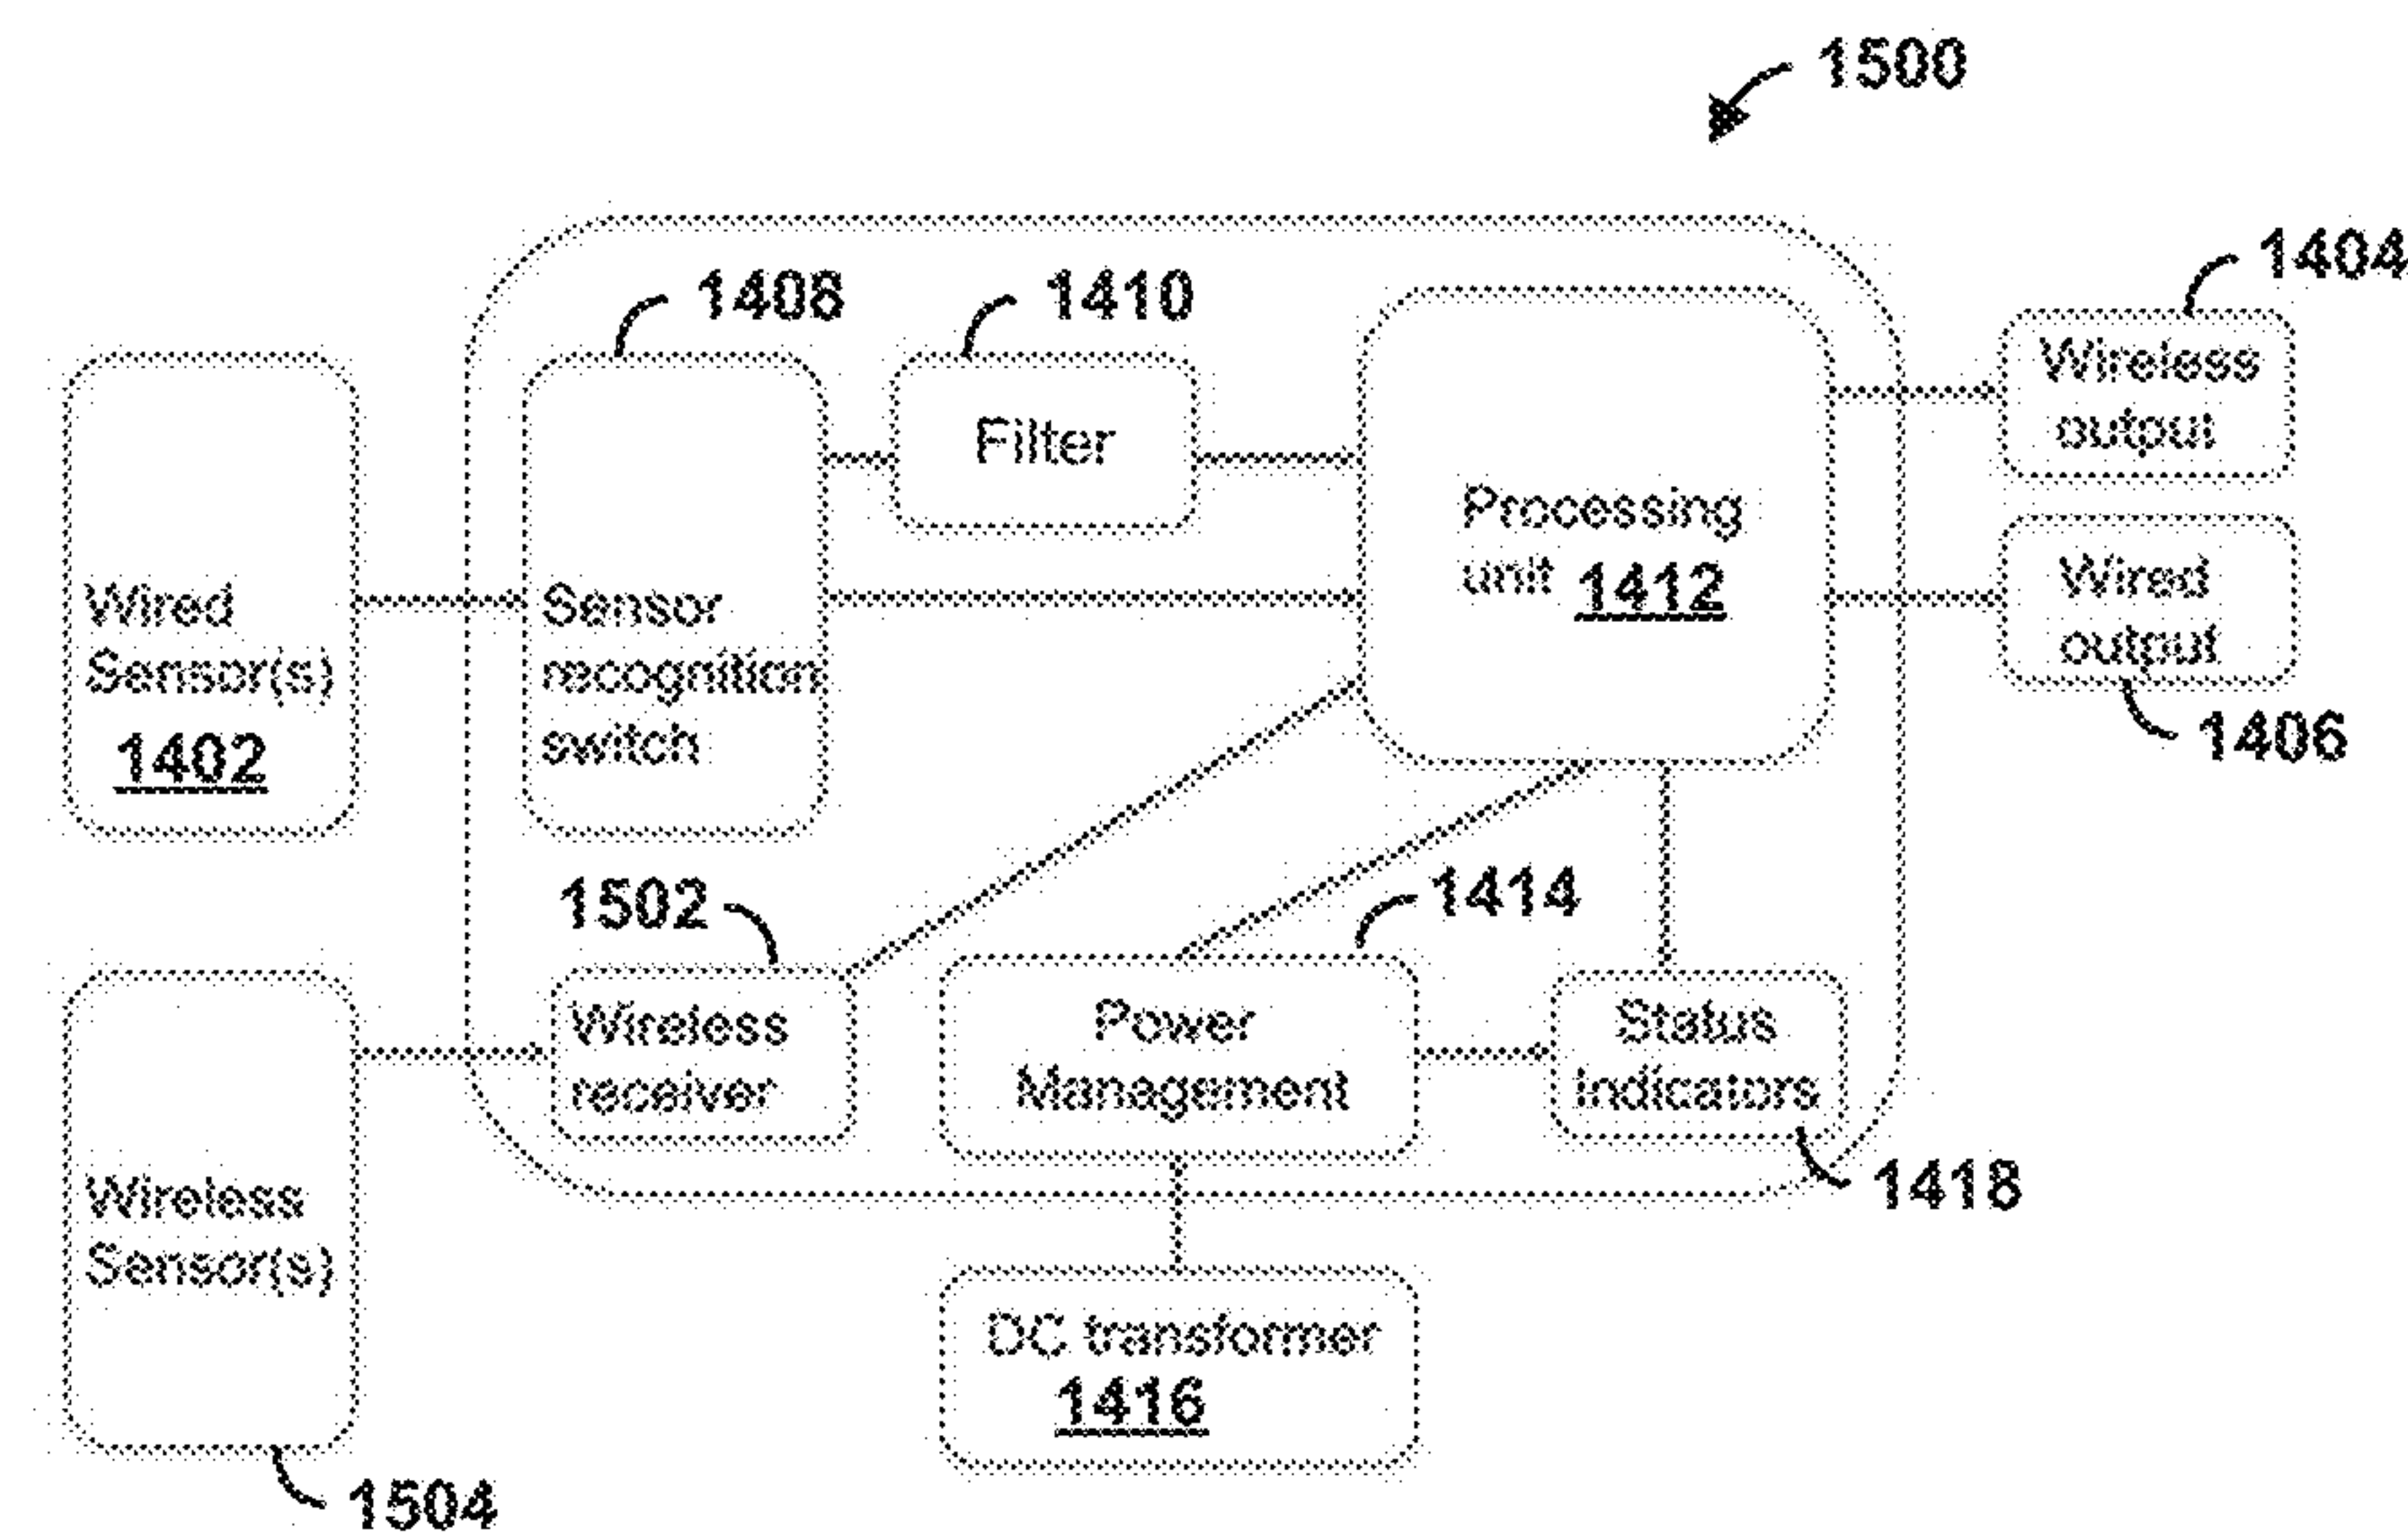 1500
1404
1408
1410
Wireless
output
Filter
Processing
unit 1412
Wired
output
1406
Wired
Sensor(s)
1402
Sensor
recognition
switch
1502
1414
Wireless
receiver
Power
Management
Status
Indicators
1418
Wireless
Sensor(s)
1504
DC transformer
1416